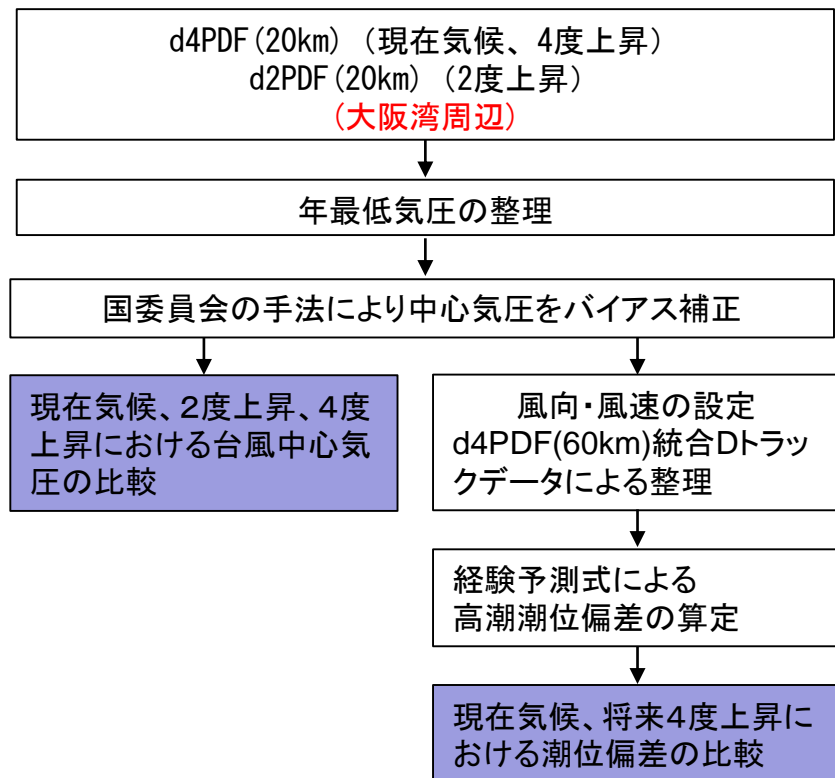 d4PDF(20km) (現在気候、4度上昇)
d2PDF(20km) (2度上昇)
(大阪湾周辺)
年最低気圧の整理
国委員会の手法により中心気圧をバイアス補正
現在気候、２度上昇、４度
上昇における台風中心気
圧の比較
風向・風速の設定
d4PDF(60km)統合Dトラッ
クデータによる整理
経験予測式による
高潮潮位偏差の算定
現在気候、将来４度上昇に
おける潮位偏差の比較